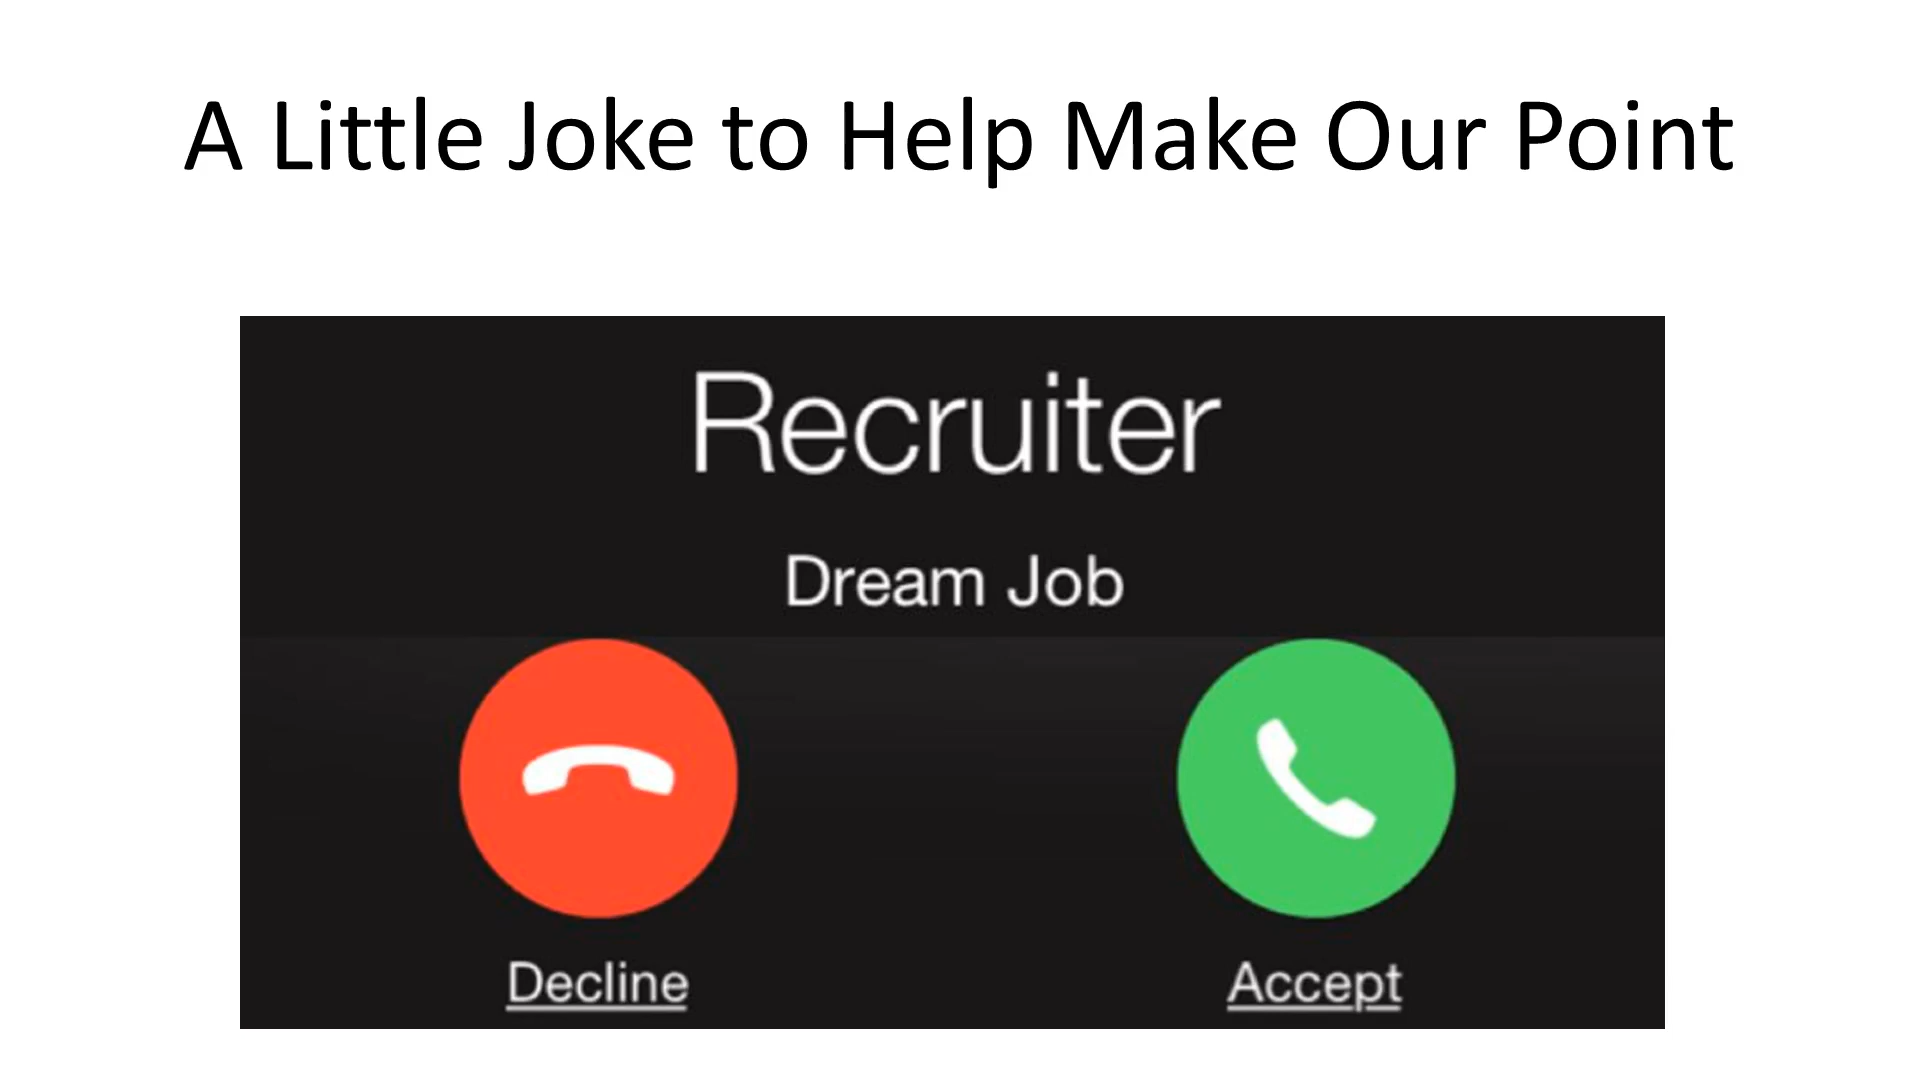 A Little Joke to Help Make Our Point
Recruiter
Dream Job
Decline
Accept